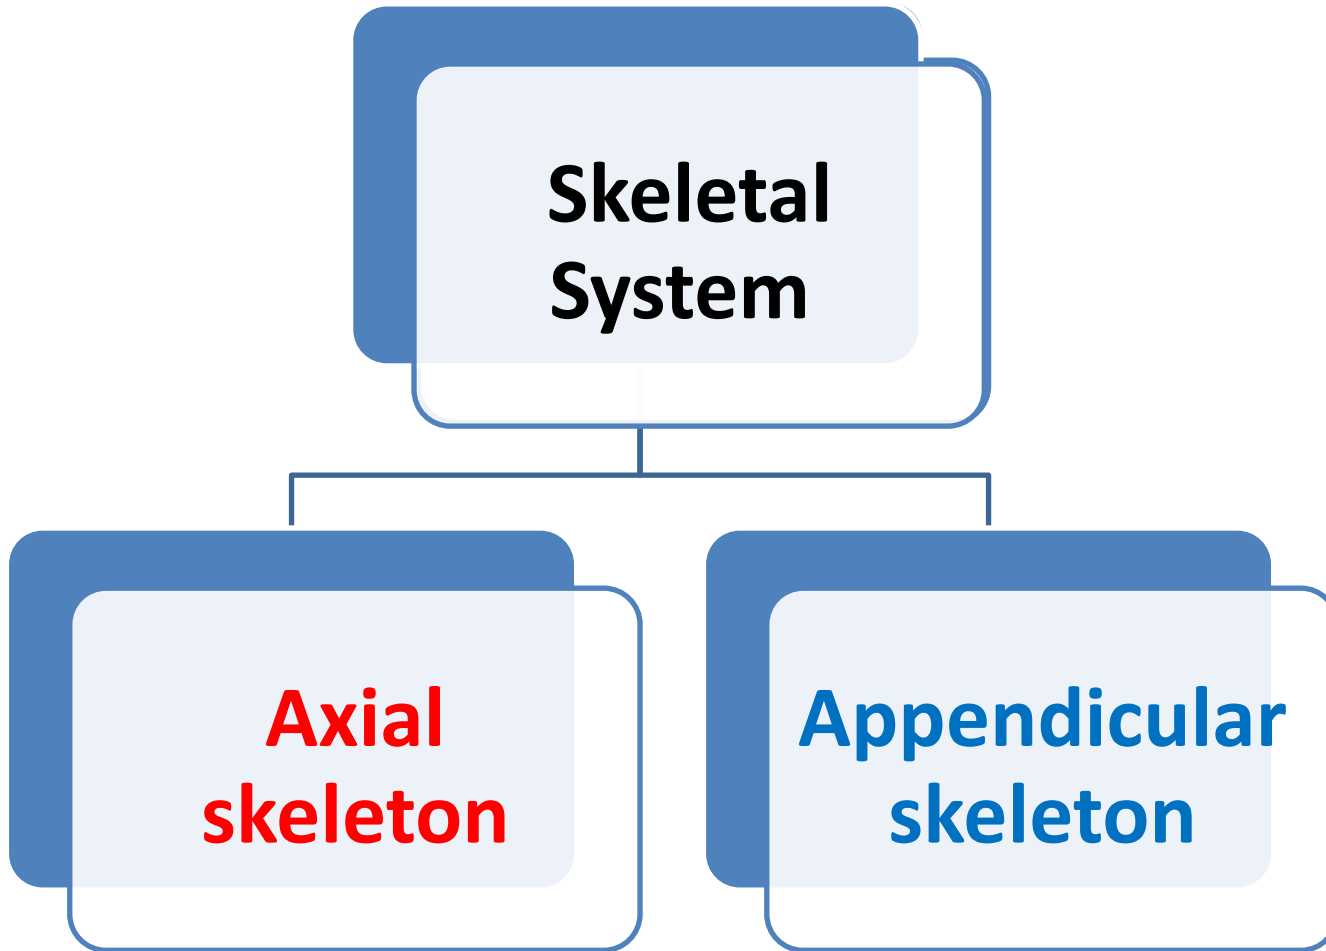 Skeletal
System
Axial
skeleton
Appendicular
skeleton